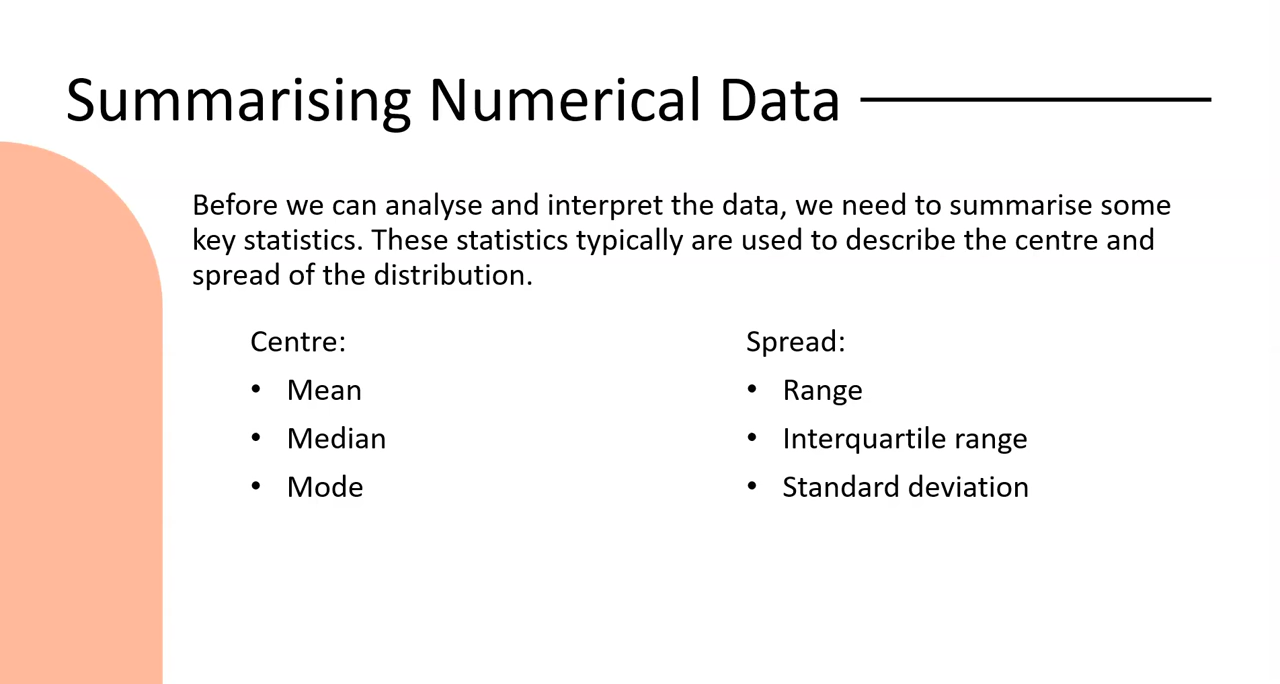 Summarising Numerical Data
Before we can analyse and interpret the data, we need to summarise some
key statistics. These statistics typically are used to describe the centre and
spread of the distribution.
Centre:
• Mean
• Median
• Mode
Spread:
• Range
• Interquartile range
• Standard deviation